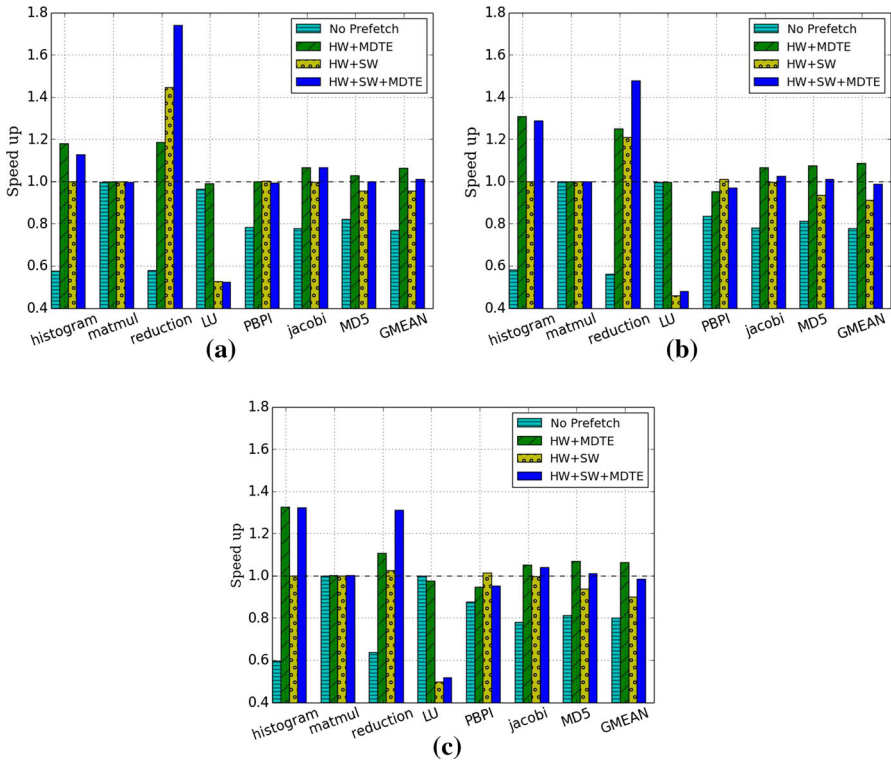 1.8
1.6
1.4
1.2
1.0
0.8
0.6
0.4
Speed up
No Prefetch
HW+MDTE
HW+SW
HW+SW+MDTE
histogram
matmul
reduction
LU
PBPI
jacobi
MD5
GMEAN
(a)
1.8
1.6
1.4
1.2
1.0
0.8
0.6
0.4
Speed up
No Prefetch
HW+MDTE
HW+SW
HW+SW+MDTE
histogram
matmul
reduction
LU
PBPI
jacobi
MD5
GMEAN
(b)
1.8
1.6
1.4
1.2
1.0
0.8
0.6
0.4
Speed up
No Prefetch
HW+MDTE
HW+SW
HW+SW+MDTE
histogram
matmul
reduction
LU
PBPI
jacobi
MD5
GMEAN
(c)